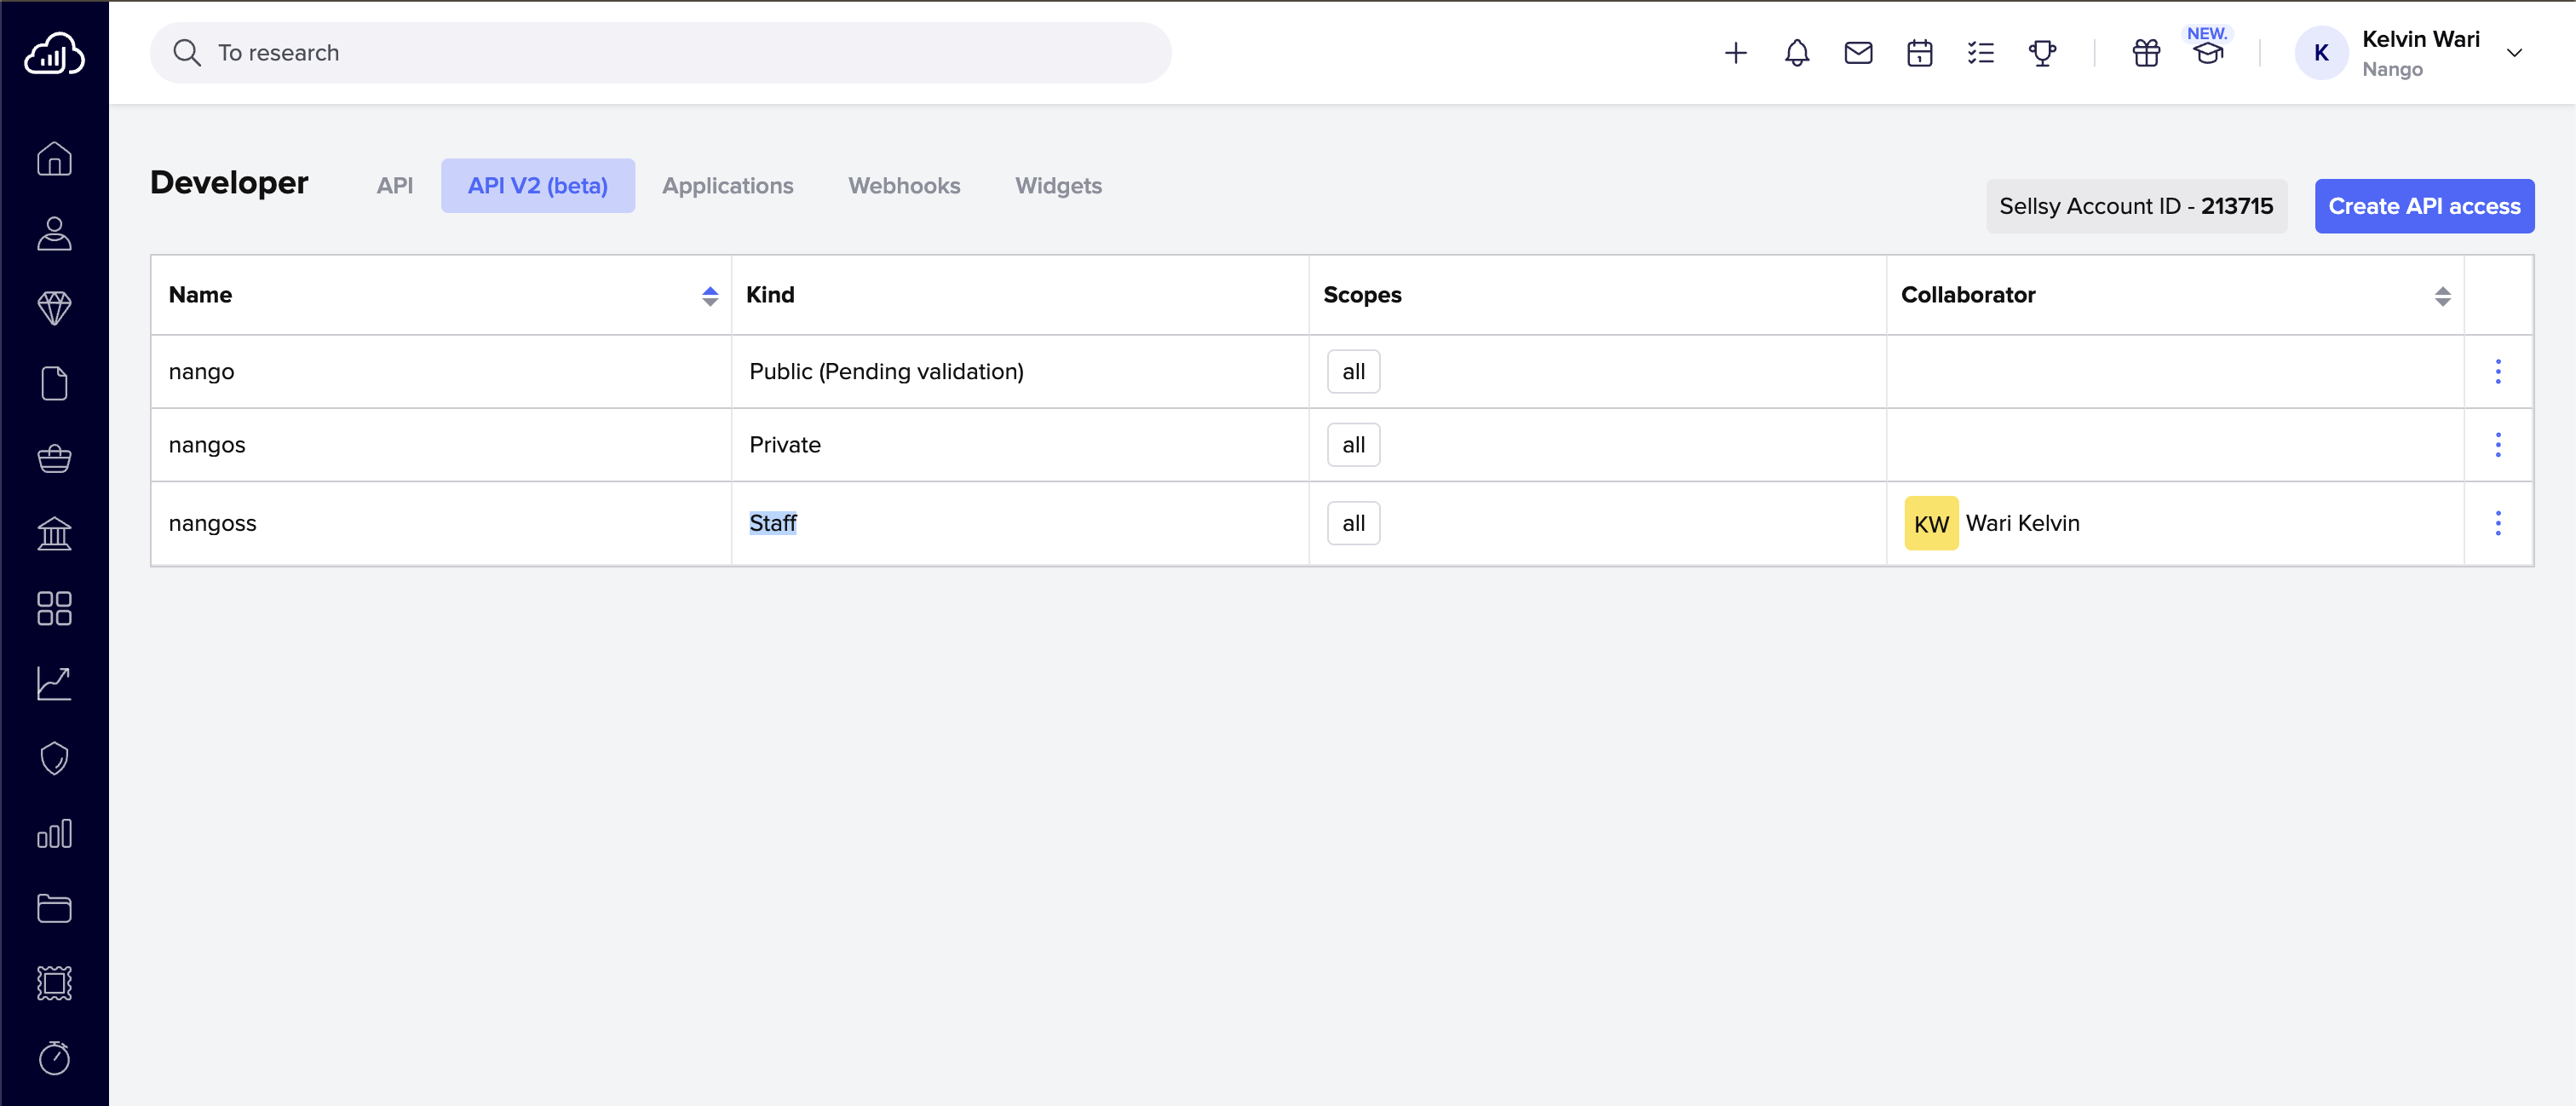 To research
NEW.
K
Kelvin Wari
Nango
Developer
API
API V2 (beta)
Applications
Webhooks
Widgets
Sellsy Account ID - 213715
Create API access
Name Kind Scopes Collaborator
nango Public (Pending validation) all
nangos Private all
nangoss Staff all KW Wari Kelvin